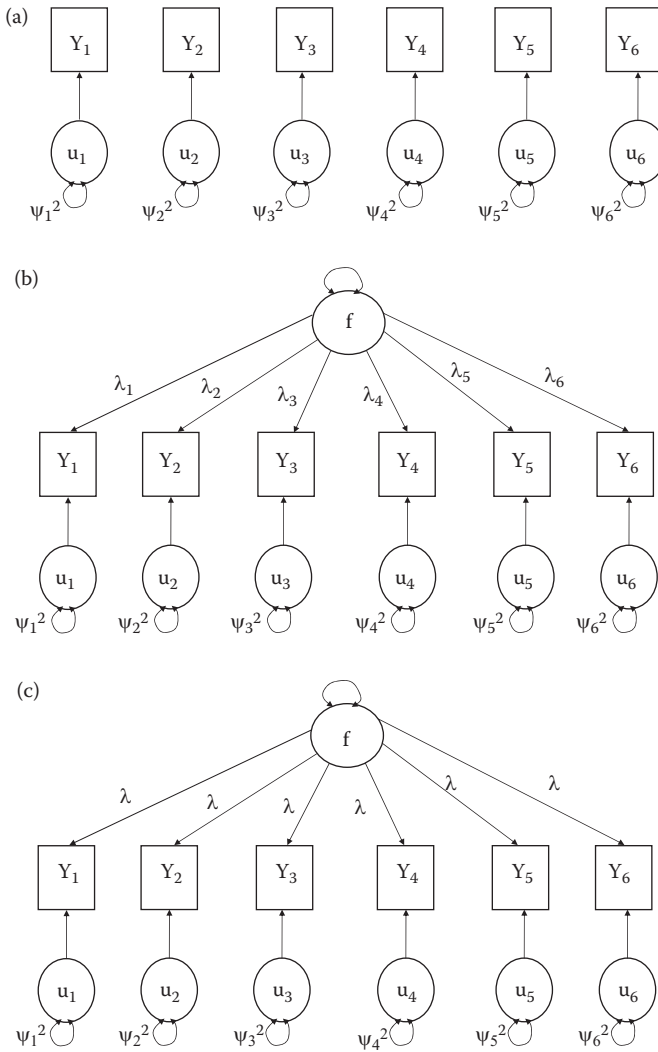 (a)
Y₁ Y₂ Y₃ Y₄ Y₅ Y₆
u₁ u₂ u₃ u₄ u₅ u₆
ψ₁² ψ₂² ψ₃² ψ₄² ψ₅² ψ₆²
(b)
f
λ₁ λ₂ λ₃ λ₄ λ₅ λ₆
Y₁ Y₂ Y₃ Y₄ Y₅ Y₆
u₁ u₂ u₃ u₄ u₅ u₆
ψ₁² ψ₂² ψ₃² ψ₄² ψ₅² ψ₆²
(c)
f
λ λ λ λ λ λ
Y₁ Y₂ Y₃ Y₄ Y₅ Y₆
u₁ u₂ u₃ u₄ u₅ u₆
ψ₁² ψ₂² ψ₃² ψ₄² ψ₅² ψ₆²